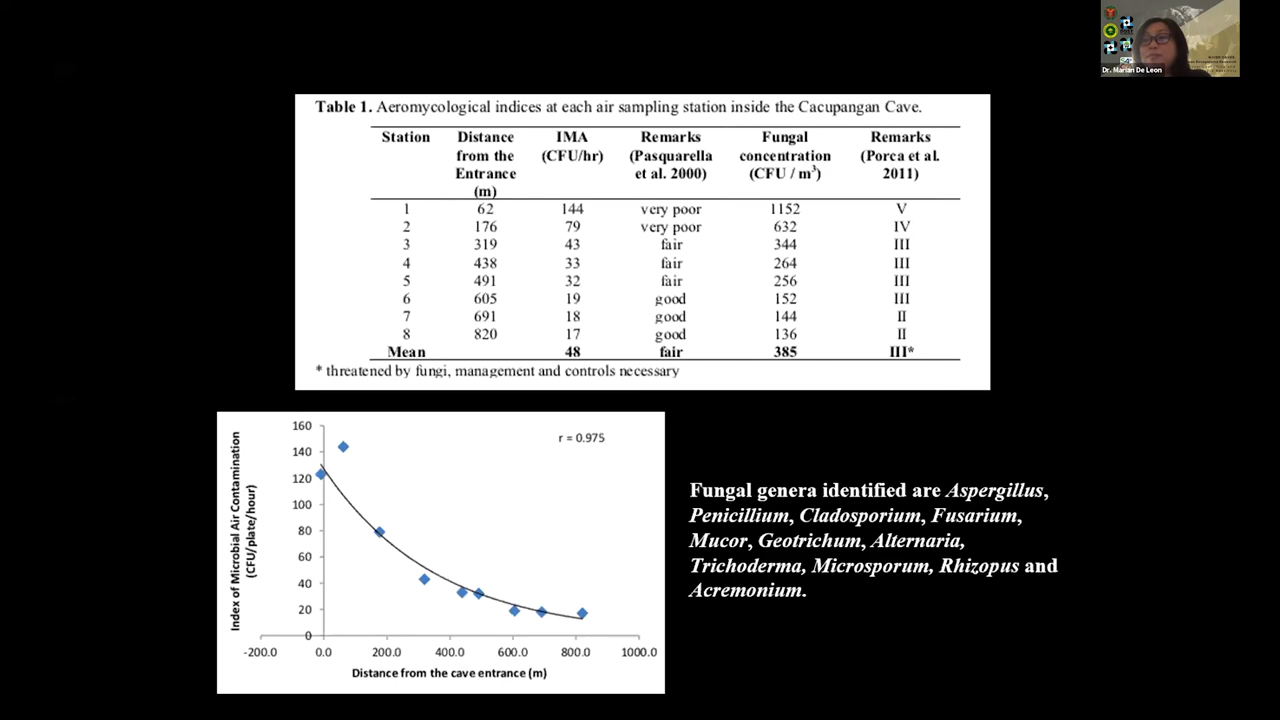 Dr. Marian De Leon
Table 1. Aeromycological indices at each air sampling station inside the Cacupangan Cave.
Station Distance from the Entrance (m) IMA (CFU/hr) Remarks (Pasquarella et al. 2000) Fungal concentration (CFU / m³) Remarks (Porca et al. 2011)
1 62 144 very poor 1152 V
2 176 79 very poor 632 IV
3 319 43 fair 344 III
4 438 33 fair 264 III
5 491 32 fair 256 III
6 605 19 good 152 III
7 691 18 good 144 II
8 820 17 good 136 II
Mean 48 fair 385 III*
* threatened by fungi, management and controls necessary
Index of Microbial Air Contamination
(CFU/plate/hour)
160
140
120
100
80
60
40
20
0
r = 0.975
-200.0 0.0 200.0 400.0 600.0 800.0 1000.0
Distance from the cave entrance (m)
Fungal genera identified are Aspergillus,
Penicillium, Cladosporium, Fusarium,
Mucor, Geotrichum, Alternaria,
Trichoderma, Microsporum, Rhizopus and
Acremonium.